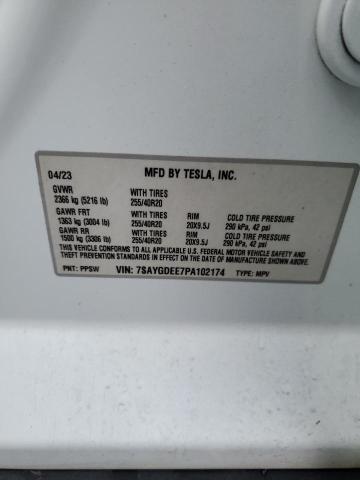 04/23 MFD BY TESLA, INC.
GVWR WITH TIRES
2366 kg (5216 lb) 255/40R20
GAWR FRT WITH TIRES RIM COLD TIRE PRESSURE
1363 kg (3004 lb) 255/40R20 20X9.5J 290 kPa, 42 psi
GAWR RR WITH TIRES RIM COLD TIRE PRESSURE
1500 kg (3306 lb) 255/40R20 20X9.5J 290 kPa, 42 psi
THIS VEHICLE CONFORMS TO ALL APPLICABLE U.S. FEDERAL MOTOR VEHICLE SAFETY AND
THEFT PREVENTION STANDARDS IN EFFECT ON THE DATE OF MANUFACTURE SHOWN ABOVE.
PNT: PPSW VIN: 7SAYGDEE7PA102174 TYPE: MPV